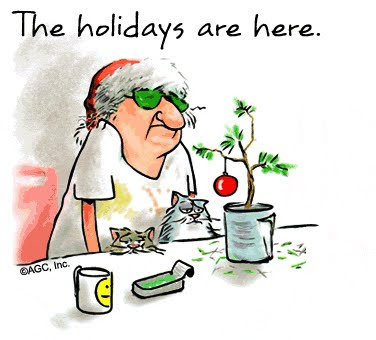 The holidays are here.
©AGC, Inc.